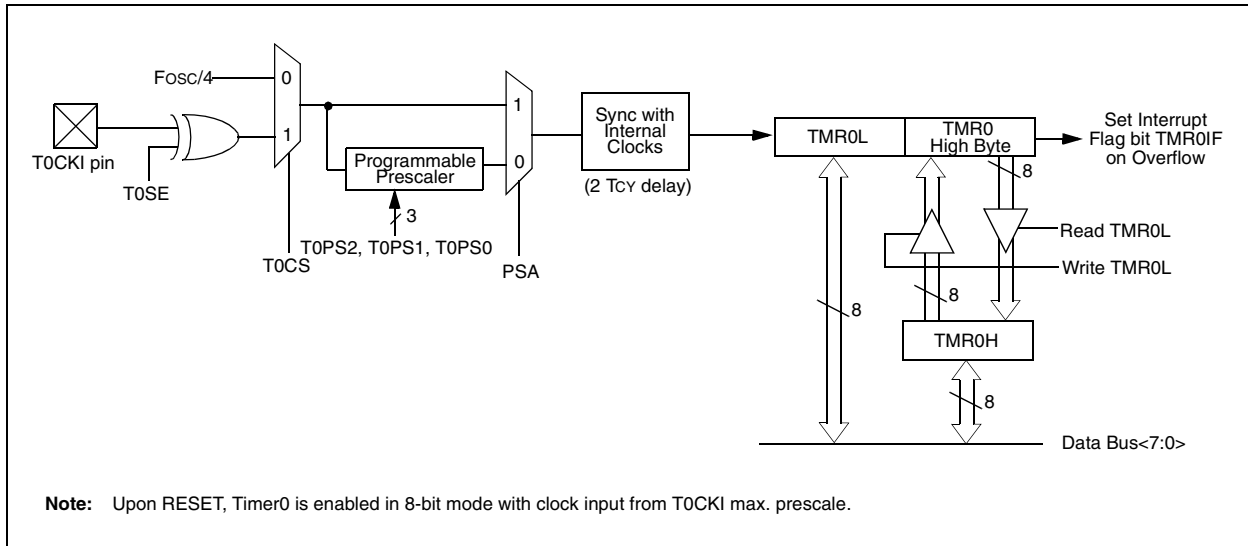 Fosc/4
T0CKI pin
T0SE
0
1
T0CS
Programmable
Prescaler
3
T0PS2, T0PS1, T0PS0
1
0
PSA
Sync with
Internal
Clocks
(2 TCY delay)
TMR0L
TMR0
High Byte
Set Interrupt
Flag bit TMR0IF
on Overflow
8
Read TMR0L
Write TMR0L
8
8
TMR0H
8
Data Bus<7:0>
Note: Upon RESET, Timer0 is enabled in 8-bit mode with clock input from T0CKI max. prescale.